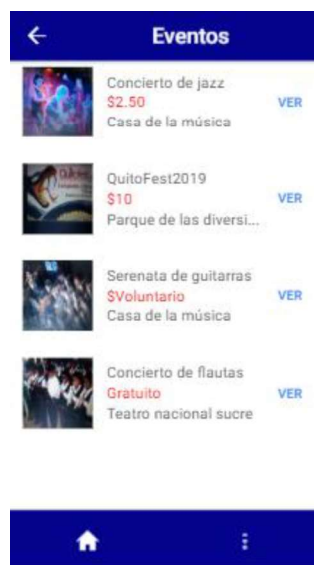 Eventos
Concierto de jazz
$2.50
VER
Casa de la música
QuitoFest2019
$10
VER
Parque de las diversi...
Serenata de guitarras
$Voluntario
VER
Casa de la música
Concierto de flautas
Gratuito
VER
Teatro nacional sucre